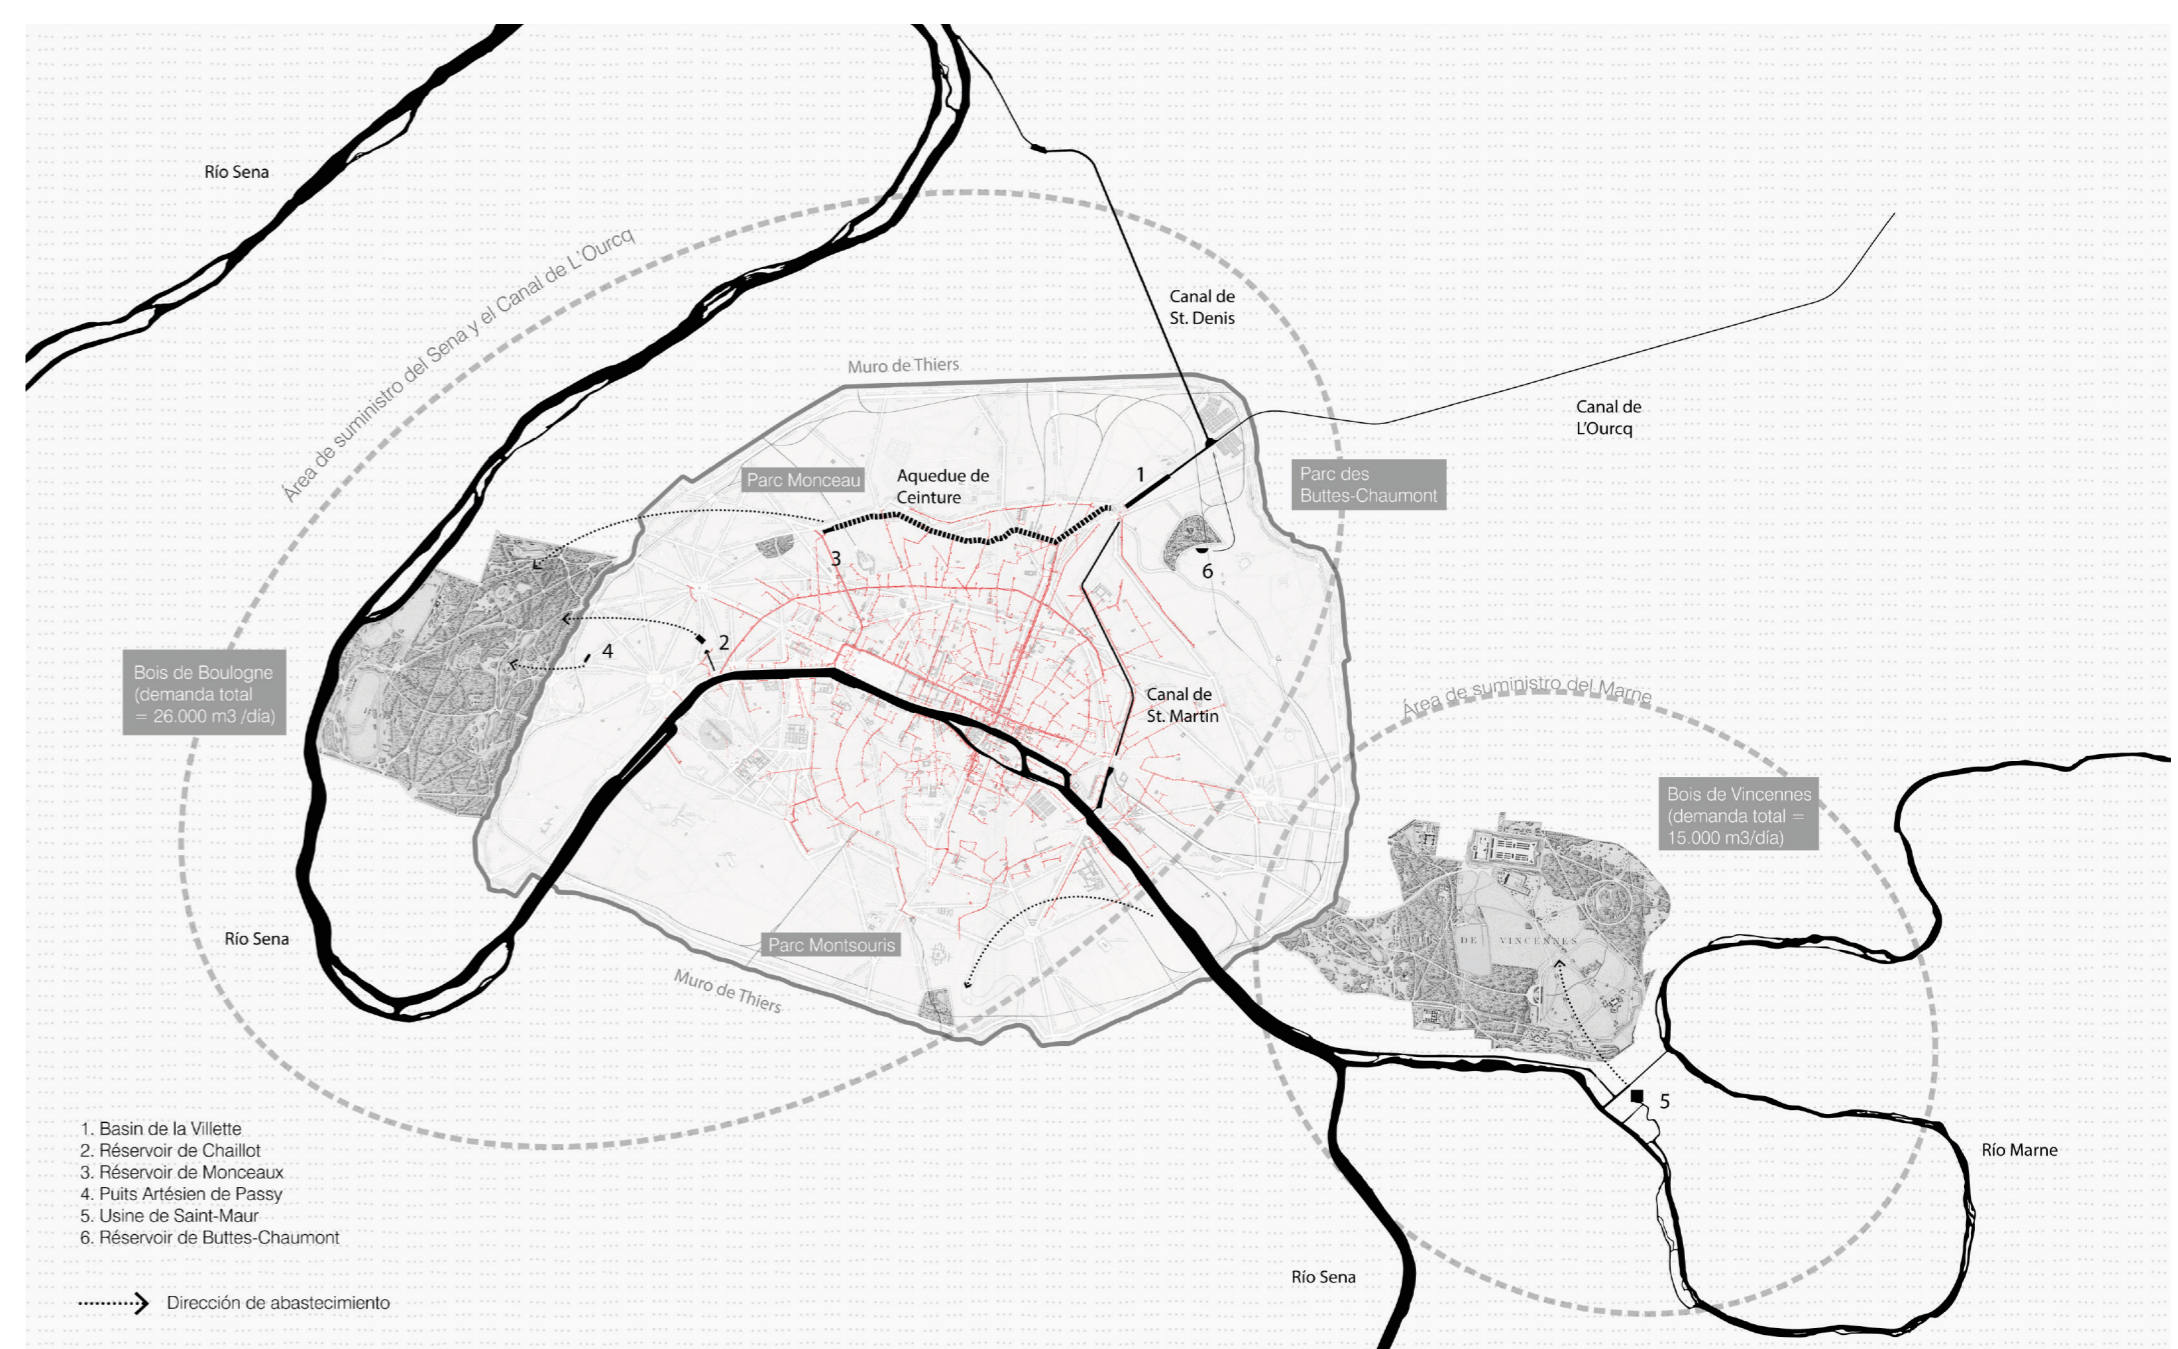 Río Sena
Área de suministro del Sena y el Canal de L'Ourcq
Canal de
St. Denis
Muro de Thiers
Canal de
L'Ourcq
Parc Monceau
Aquedue de
Ceinture
1
Parc des
Buttes-Chaumont
3
6
2
4
Bois de Boulogne
(demanda total
= 26.000 m3 /día)
Canal de
St. Martin
Área de suministro del Marne
Bois de Vincennes
(demanda total =
15.000 m3/día)
Río Sena
Parc Montsouris
DE VINCENNES
Muro de Thiers
5
Río Marne
Río Sena
1. Basin de la Villette
2. Réservoir de Chaillot
3. Réservoir de Monceaux
4. Puits Artésien de Passy
5. Usine de Saint-Maur
6. Réservoir de Buttes-Chaumont
Dirección de abastecimiento